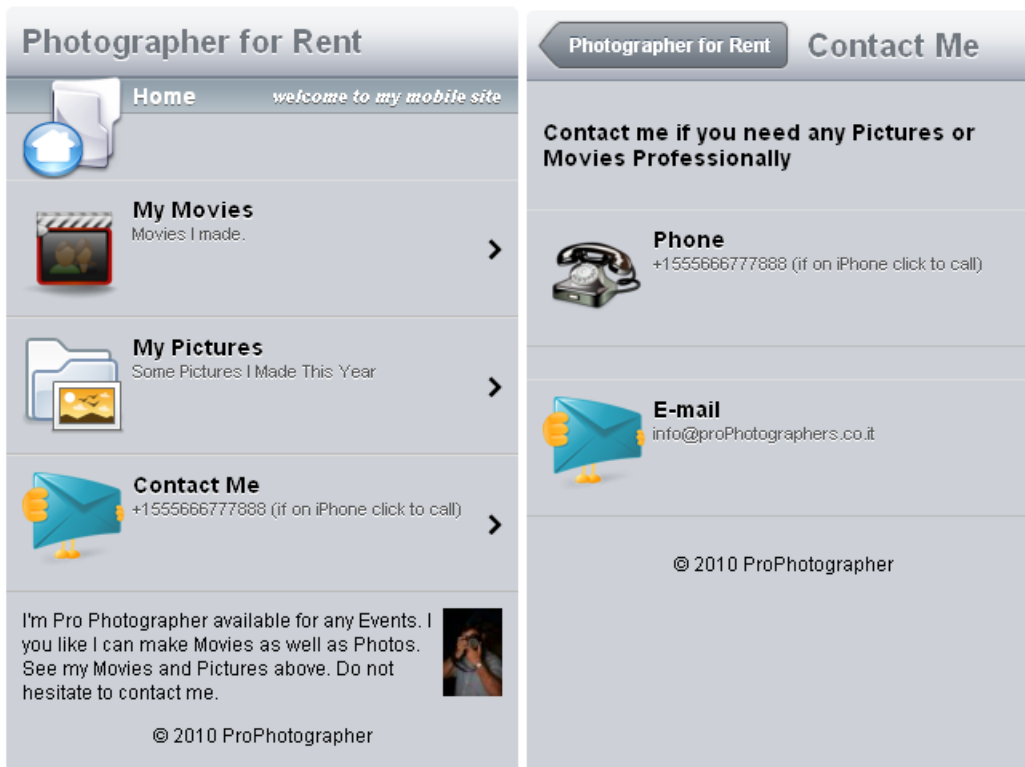 Photographer for Rent
Home
welcome to my mobile site
My Movies
Movies I made.
My Pictures
Some Pictures I Made This Year
Contact Me
+1555666777888 (if on iPhone click to call)
I'm Pro Photographer available for any Events. I
you like I can make Movies as well as Photos.
See my Movies and Pictures above. Do not
hesitate to contact me.
© 2010 ProPhotographer
Photographer for Rent
Contact Me
Contact me if you need any Pictures or
Movies Professionally
Phone
+1555666777888 (if on iPhone click to call)
E-mail
info@proPhotographers.co.it
© 2010 ProPhotographer